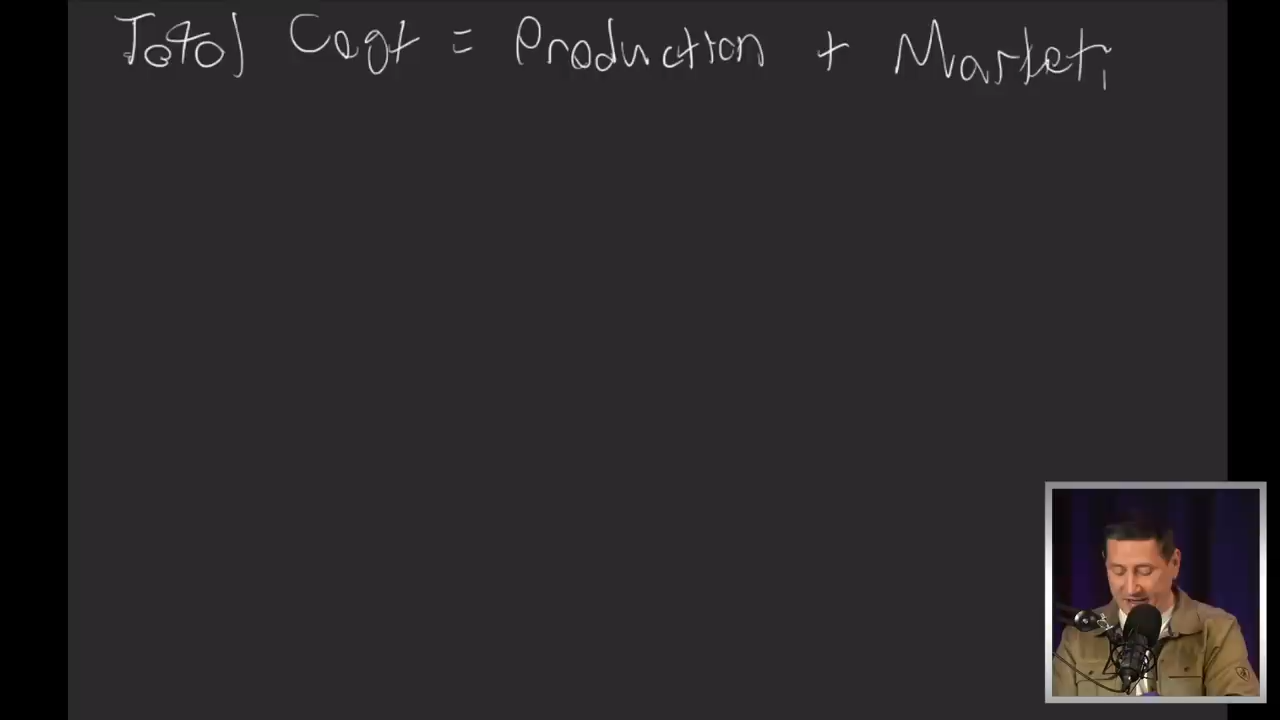 Total Cost = Production + Marketi